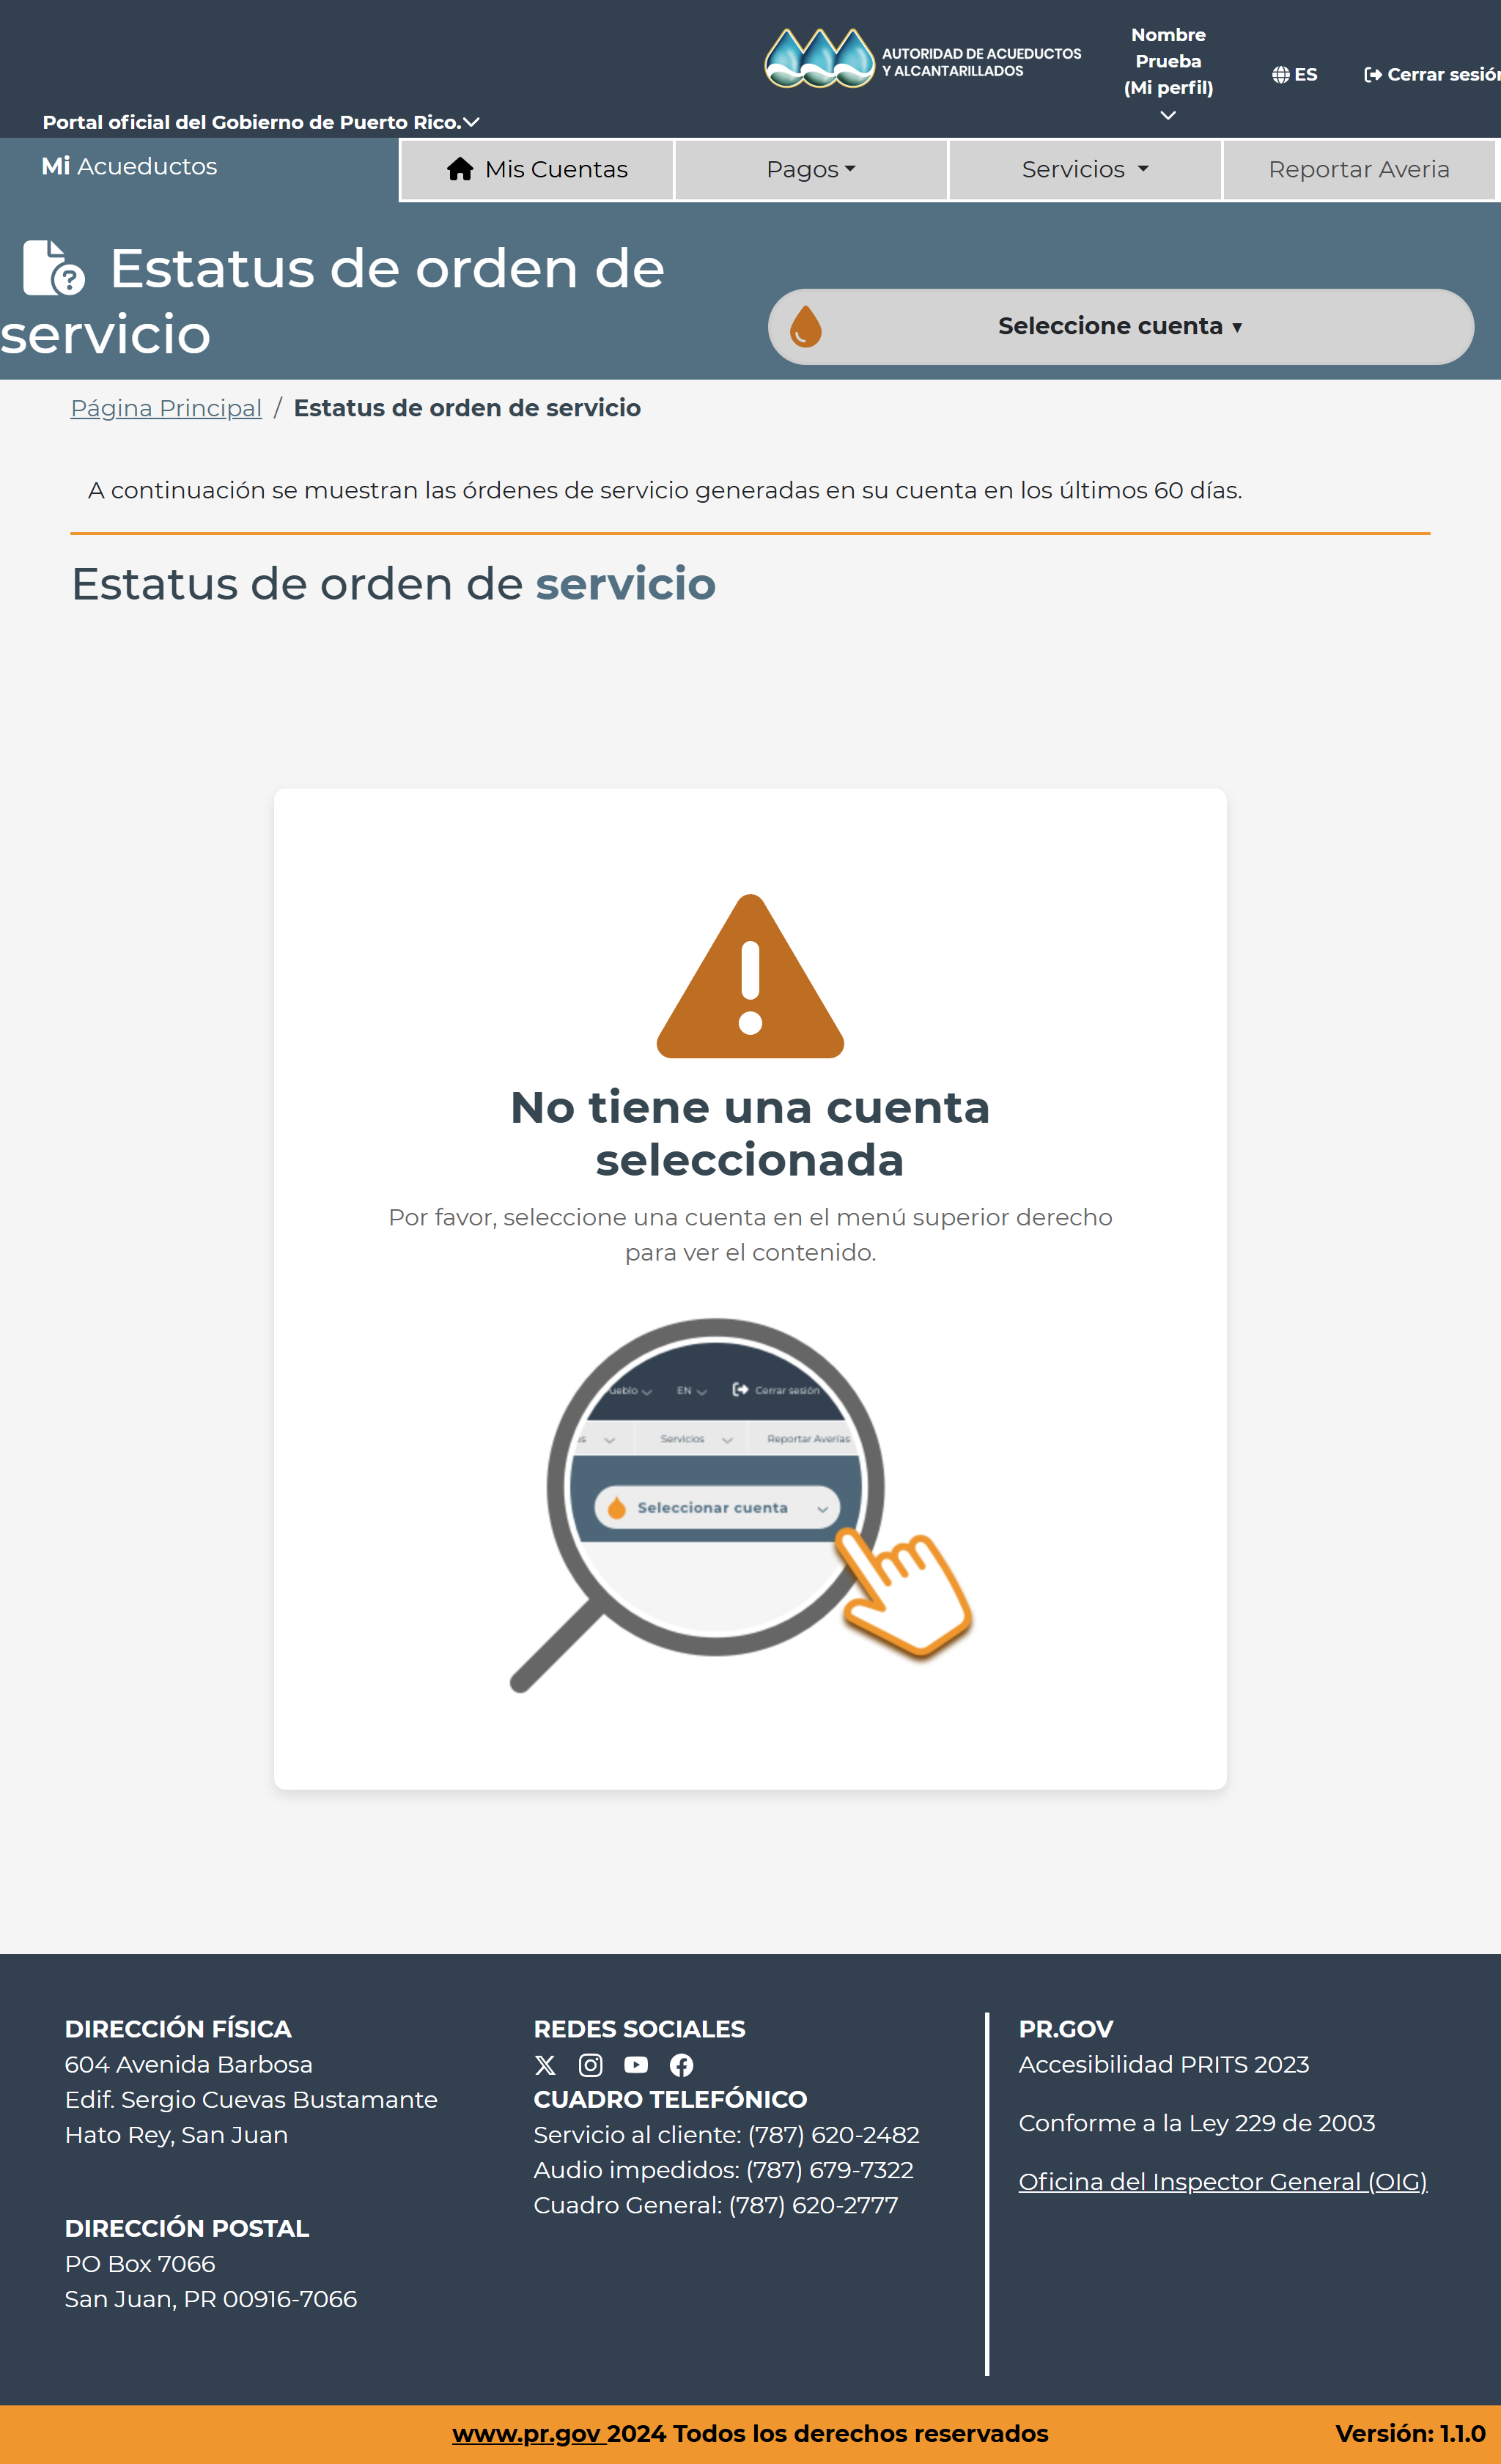 AUTORIDAD DE ACUEDUCTOS
Y ALCANTARILLADOS
Nombre
Prueba
(Mi perfil)
ES
Cerrar sesión
Portal oficial del Gobierno de Puerto Rico.
Mi Acueductos
Mis Cuentas
Pagos
Servicios
Reportar Averia
Estatus de orden de
servicio
Seleccione cuenta ▾
Página Principal / Estatus de orden de servicio
A continuación se muestran las órdenes de servicio generadas en su cuenta en los últimos 60 días.
Estatus de orden de servicio
No tiene una cuenta
seleccionada
Por favor, seleccione una cuenta en el menú superior derecho
para ver el contenido.
ueblo
EN
Cerrar sesión
as
Servicios
Reportar Averías
Seleccionar cuenta
DIRECCIÓN FÍSICA
604 Avenida Barbosa
Edif. Sergio Cuevas Bustamante
Hato Rey, San Juan
DIRECCIÓN POSTAL
PO Box 7066
San Juan, PR 00916-7066
REDES SOCIALES
CUADRO TELEFÓNICO
Servicio al cliente: (787) 620-2482
Audio impedidos: (787) 679-7322
Cuadro General: (787) 620-2777
PR.GOV
Accesibilidad PRITS 2023
Conforme a la Ley 229 de 2003
Oficina del Inspector General (OIG)
www.pr.gov 2024 Todos los derechos reservados
Versión: 1.1.0